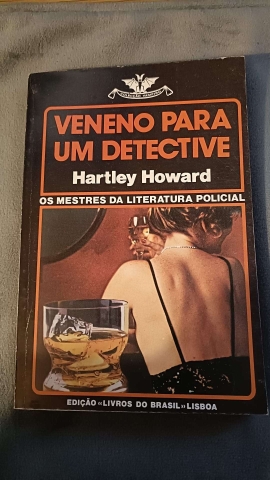 VENENO PARA
UM DETECTIVE
Hartley Howard
OS MESTRES DA LITERATURA POLICIAL
EDIÇÃO «LIVROS DO BRASIL» LISBOA